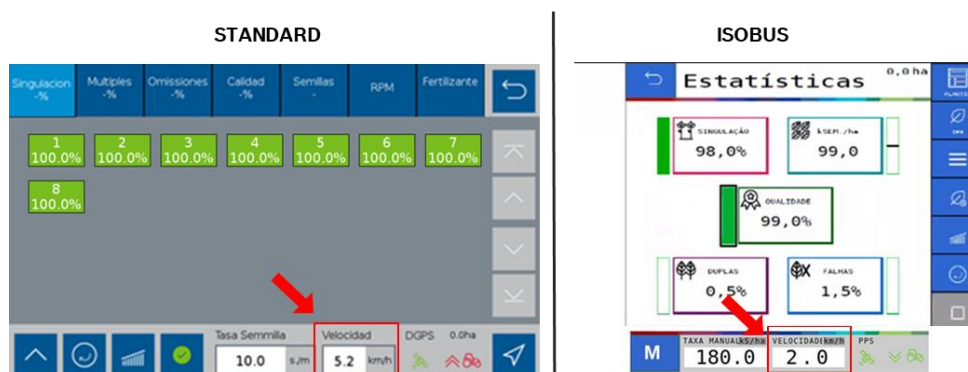 STANDARD
ISOBUS
Singulacion
-%
Multiples
-%
Omissiones
-%
Calidad
-%
Semillas
-
RPM
Fertilizante
1
100.0%
2
100.0%
3
100.0%
4
100.0%
5
100.0%
6
100.0%
7
100.0%
8
100.0%
Tasa Semmilla
10.0 s./m
Velocidad
5.2 km/h
DGPS 0.0ha
Estatísticas
0,0 ha
SINGULAÇÃO
98,0%
kSEM./ha
99,0
QUALIDADE
99,0%
DUPLAS
0,5%
FALHAS
1,5%
M
TAXA MANUAL kS/ha
180.0
VELOCIDADE km/h
2.0
PPS